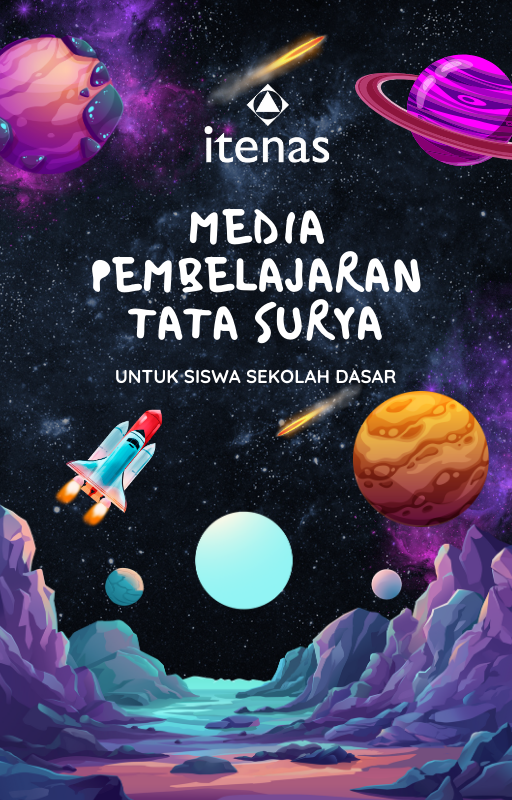 itenas
MEDIA
PEMBELAJARAN
TATA SURYA
UNTUK SISWA SEKOLAH DASAR